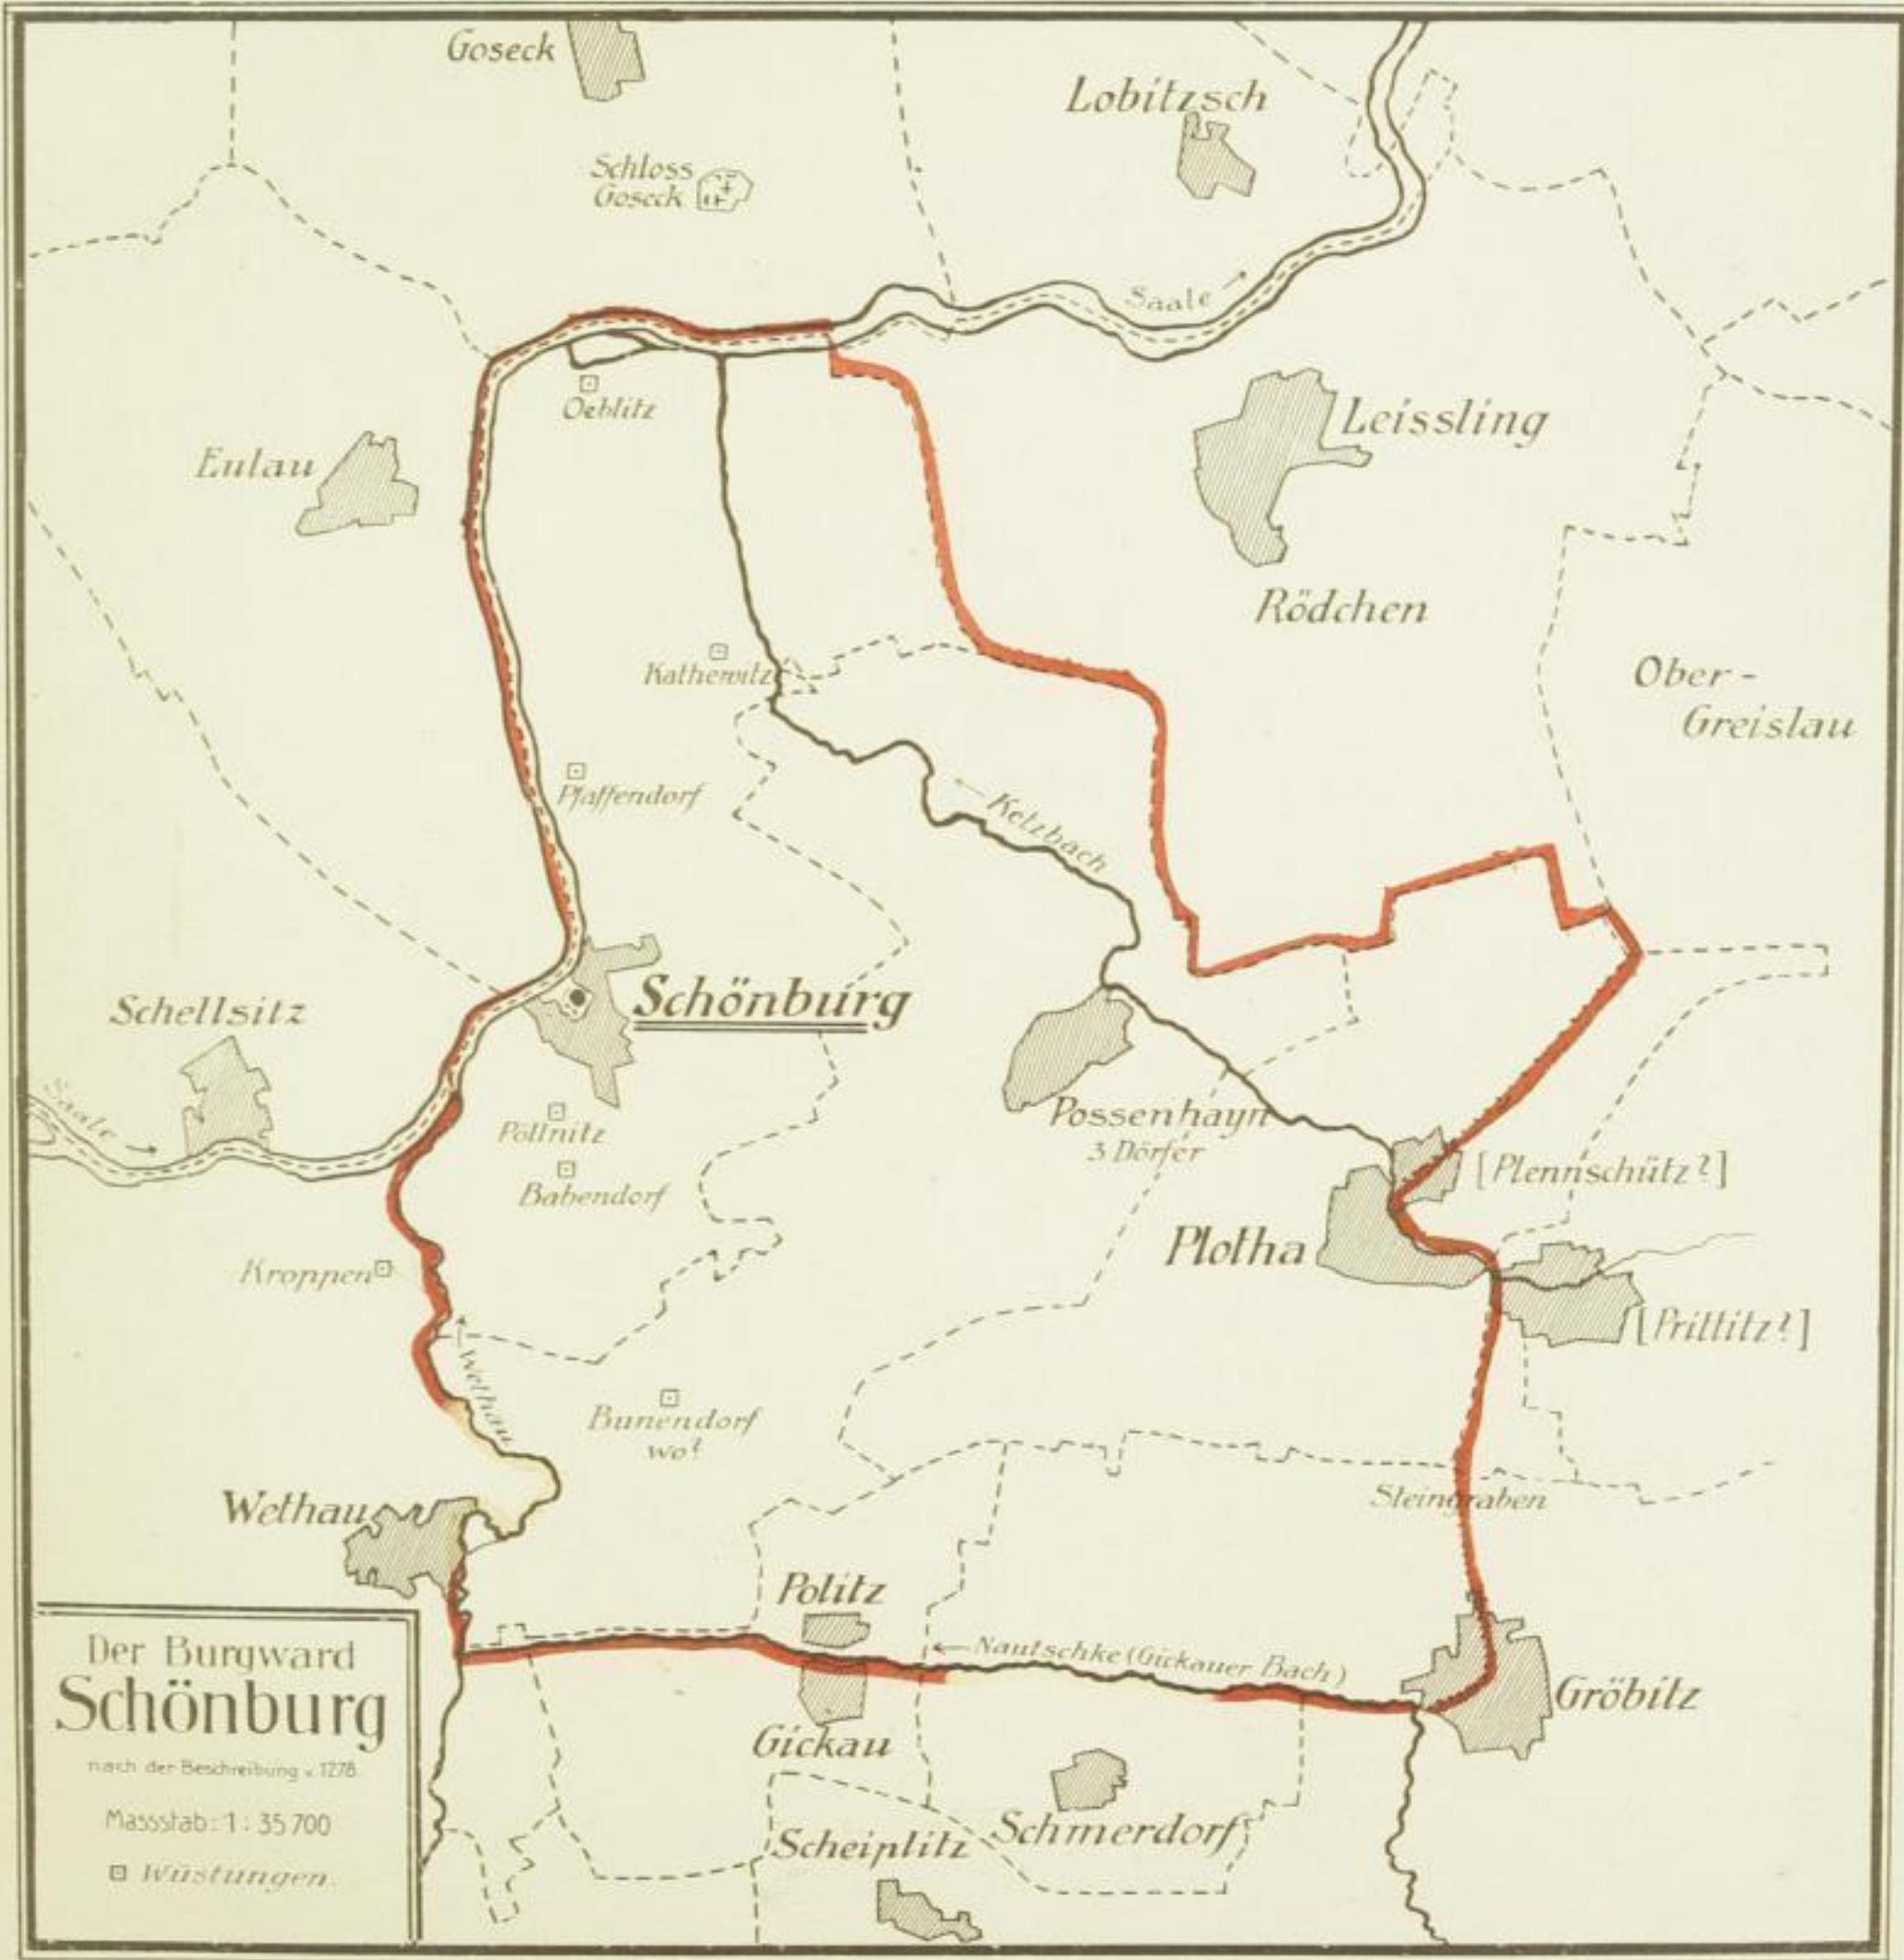 Goseck
Lobitzsch
Schloss
Goseck
Saale
Oeblitz
Leissling
Eulau
Rödchen
Kathewitz
Ober-
Greislau
Pfaffendorf
Ketzbach
Schönburg
Schellsitz
Saale
Possenhayn
3 Dörfer
Pöllnitz
Babendorf
[Plennschütz?]
Plotha
Kroppen
[Prittitz?]
Wethau
Bunendorf
wo?
Steingraben
Wethau
Politz
Nautschke (Gickauer Bach)
Gröbitz
Gickau
Schmerdorf
Scheiplitz
Der Burgward
Schönburg
nach der Beschreibung v. 1278.
Massstab: 1 : 35 700
Wüstungen.